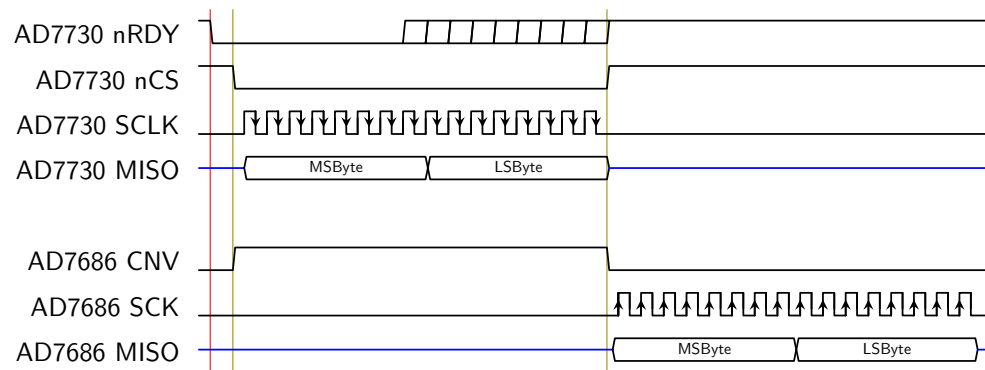 AD7730 nRDY
AD7730 nCS
AD7730 SCLK
AD7730 MISO
MSByte
LSByte
AD7686 CNV
AD7686 SCK
AD7686 MISO
MSByte
LSByte